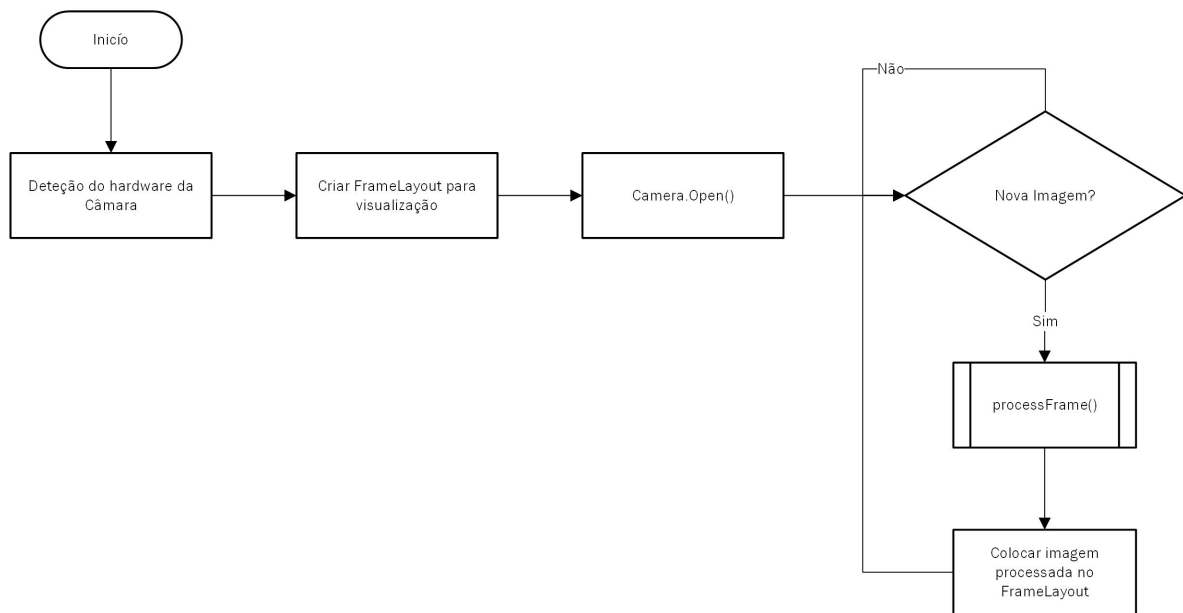 Inicío
Deteção do hardware da
Câmara
Criar FrameLayout para
visualização
Camera.Open()
Não
Nova Imagem?
Sim
processFrame()
Colocar imagem
processada no
FrameLayout